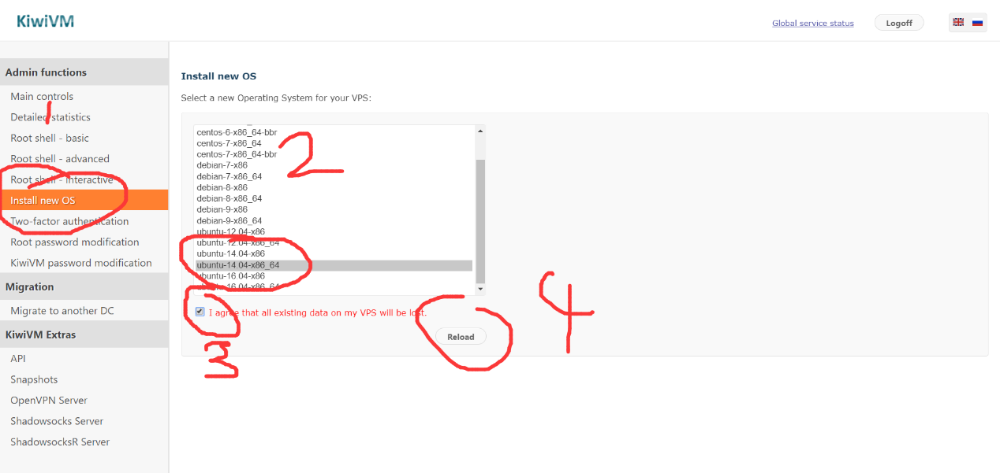 KiwiVM
Global service status
Logoff
Admin functions
Main controls
Detailed statistics
Root shell - basic
Root shell - advanced
Root shell - interactive
Install new OS
Two-factor authentication
Root password modification
KiwiVM password modification
Migration
Migrate to another DC
KiwiVM Extras
API
Snapshots
OpenVPN Server
Shadowsocks Server
ShadowsocksR Server
1
Install new OS
Select a new Operating System for your VPS:
centos-6-x86_64-bbr
centos-7-x86_64
centos-7-x86_64-bbr
debian-7-x86
debian-7-x86_64
debian-8-x86
debian-8-x86_64
debian-9-x86
debian-9-x86_64
ubuntu-12.04-x86
ubuntu-12.04-x86_64
ubuntu-14.04-x86
ubuntu-14.04-x86_64
ubuntu-16.04-x86
ubuntu-16.04-x86_64
2
I agree that all existing data on my VPS will be lost.
3
Reload
4